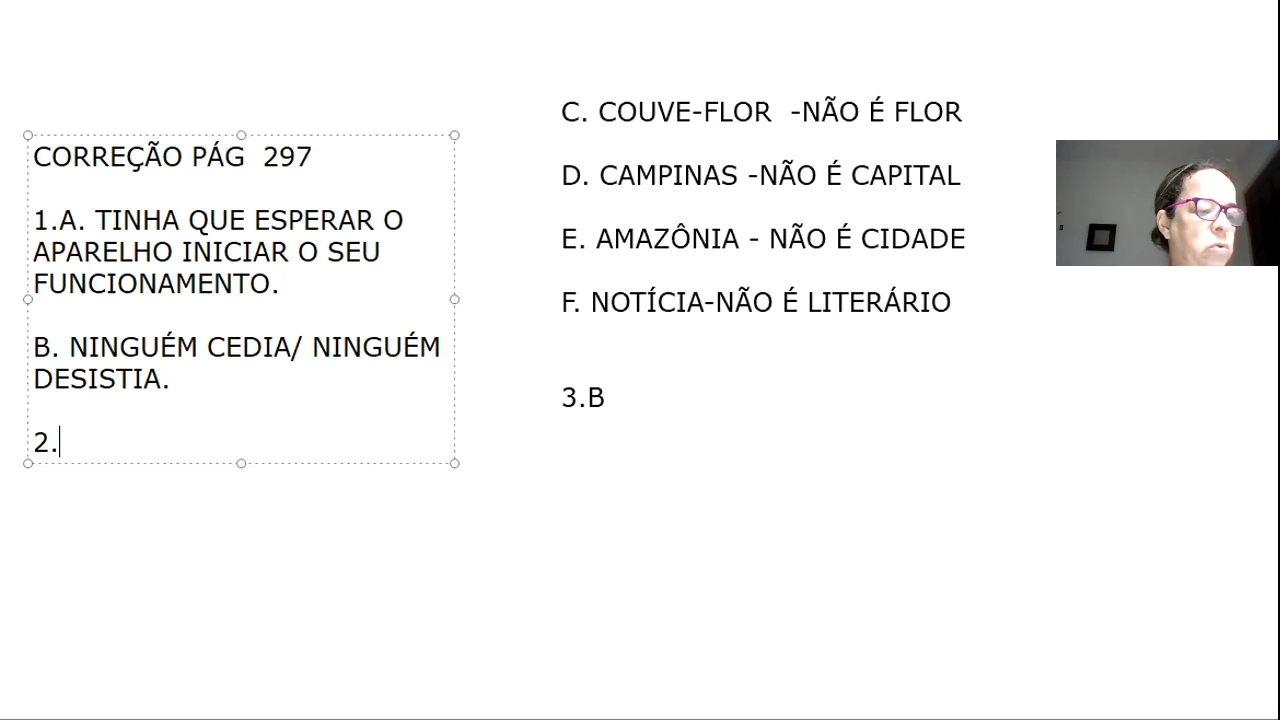 CORREÇÃO PÁG  297
1.A. TINHA QUE ESPERAR O
APARELHO INICIAR O SEU
FUNCIONAMENTO.
B. NINGUÉM CEDIA/ NINGUÉM
DESISTIA.
2.
C. COUVE-FLOR  -NÃO É FLOR
D. CAMPINAS -NÃO É CAPITAL
E. AMAZÔNIA - NÃO É CIDADE
F. NOTÍCIA-NÃO É LITERÁRIO
3.B